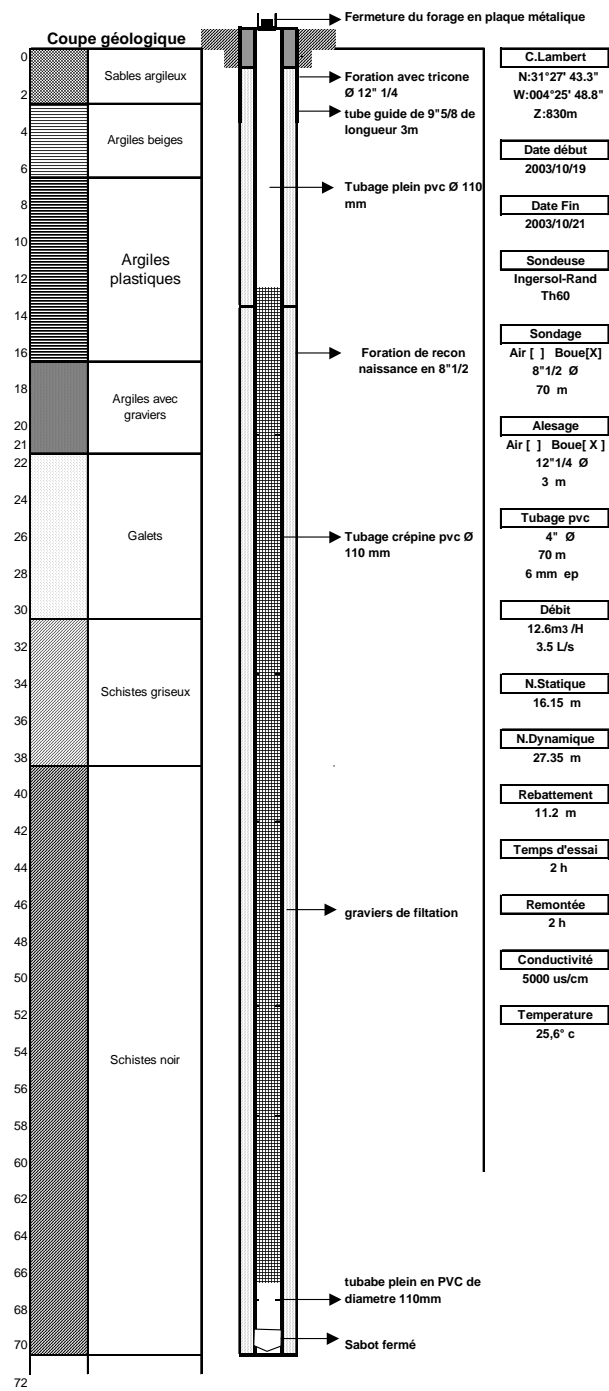 Fermeture du forage en plaque métalique
Coupe géologique
0
2
4
6
8
10
12
14
16
18
20
21
22
24
26
28
30
32
34
36
38
40
42
44
46
48
50
52
54
56
58
60
62
64
66
68
70
72
Sables argileux
Argiles beiges
Argiles
plastiques
Argiles avec
graviers
Galets
Schistes griseux
Schistes noir
Foration avec tricone
Ø 12" 1/4
tube guide de 9"5/8 de
longueur 3m
Tubage plein pvc Ø 110
mm
Foration de recon
naissance en 8"1/2
Tubage crépine pvc Ø
110 mm
graviers de filtation
tubabe plein en PVC de
diametre 110mm
Sabot fermé
C.Lambert
N:31°27' 43.3"
W:004°25' 48.8"
Z:830m
Date début
2003/10/19
Date Fin
2003/10/21
Sondeuse
Ingersol-Rand
Th60
Sondage
Air [ ] Boue[X]
8"1/2 Ø
70 m
Alesage
Air [ ] Boue[ X ]
12"1/4 Ø
3 m
Tubage pvc
4" Ø
70 m
6 mm ep
Débit
12.6m3 /H
3.5 L/s
N.Statique
16.15 m
N.Dynamique
27.35 m
Rebattement
11.2 m
Temps d'essai
2 h
Remontée
2 h
Conductivité
5000 us/cm
Temperature
25,6° c